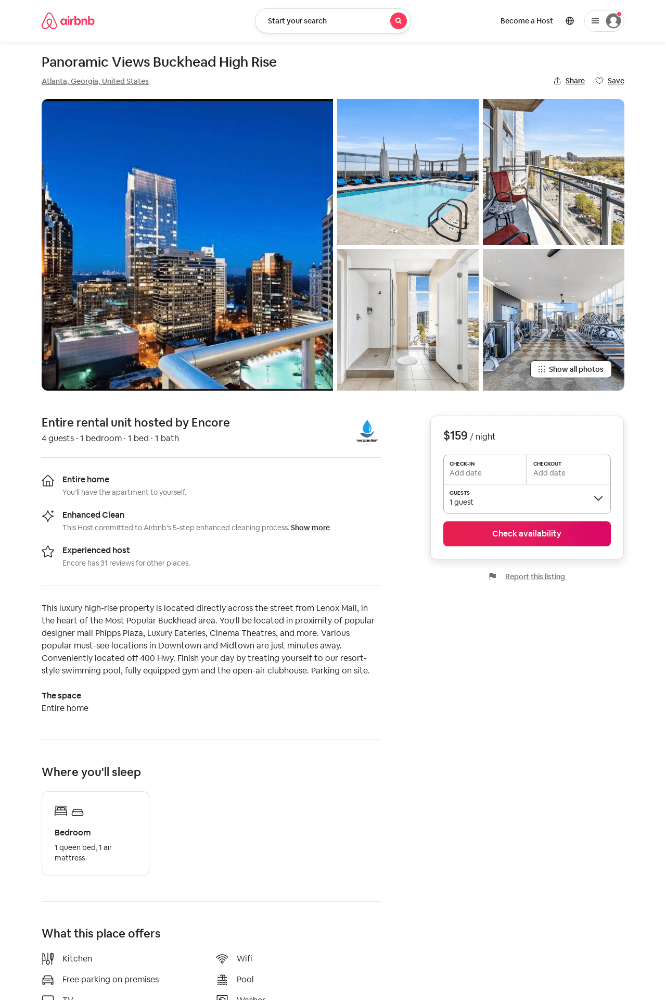 airbnb
Start your search
Become a Host
Panoramic Views Buckhead High Rise
Atlanta, Georgia, United States
Share
Save
Show all photos
Entire rental unit hosted by Encore
4 guests · 1 bedroom · 1 bed · 1 bath
$159 / night
CHECK-IN
Add date
CHECKOUT
Add date
GUESTS
1 guest
Check availability
Report this listing
Entire home
You’ll have the apartment to yourself.
Enhanced Clean
This Host committed to Airbnb's 5-step enhanced cleaning process. Show more
Experienced host
Encore has 31 reviews for other places.
This luxury high-rise property is located directly across the street from Lenox Mall, in
the heart of the Most Popular Buckhead area. You'll be located in proximity of popular
designer mall Phipps Plaza, Luxury Eateries, Cinema Theatres, and more. Various
popular must-see locations in Downtown and Midtown are just minutes away.
Conveniently located off 400 Hwy. Finish your day by treating yourself to our resort-
style swimming pool, fully equipped gym and the open-air clubhouse. Parking on site.
The space
Entire home
Where you'll sleep
Bedroom
1 queen bed, 1 air
mattress
What this place offers
Kitchen
Wifi
Free parking on premises
Pool
TV
Washer